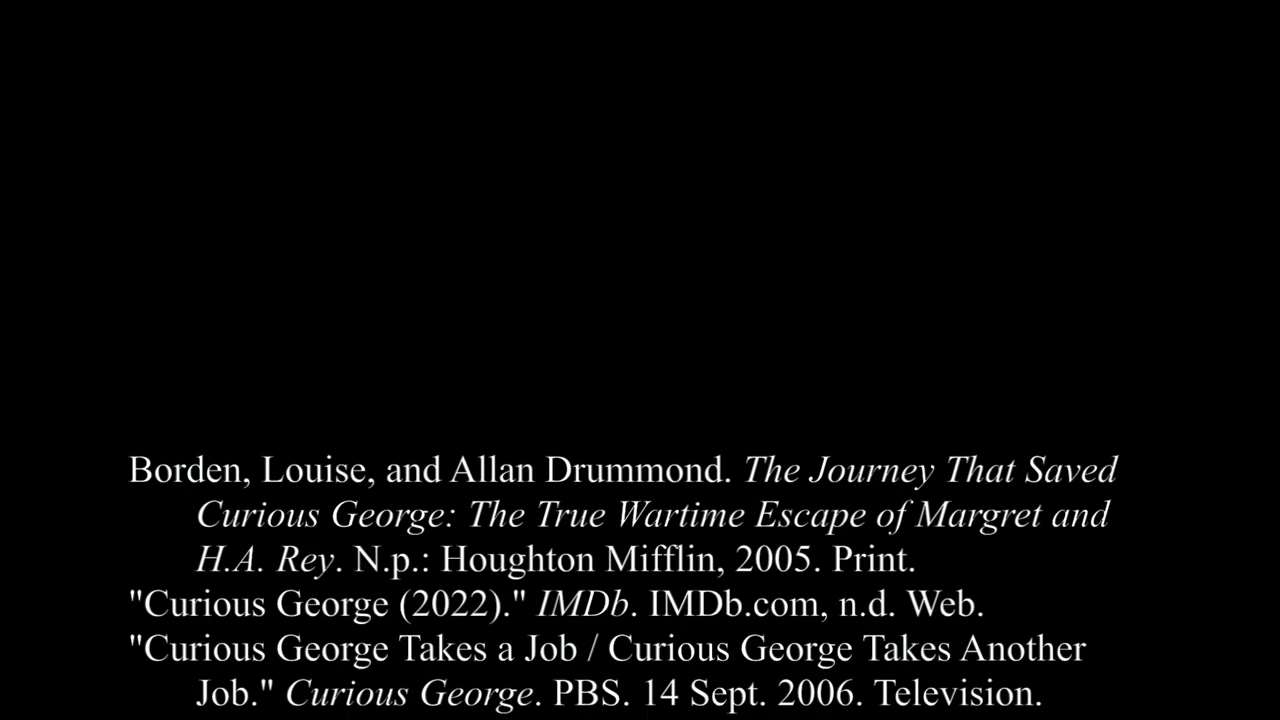 Borden, Louise, and Allan Drummond. The Journey That Saved
Curious George: The True Wartime Escape of Margret and
H.A. Rey. N.p.: Houghton Mifflin, 2005. Print.
"Curious George (2022)." IMDb. IMDb.com, n.d. Web.
"Curious George Takes a Job / Curious George Takes Another
Job." Curious George. PBS. 14 Sept. 2006. Television.